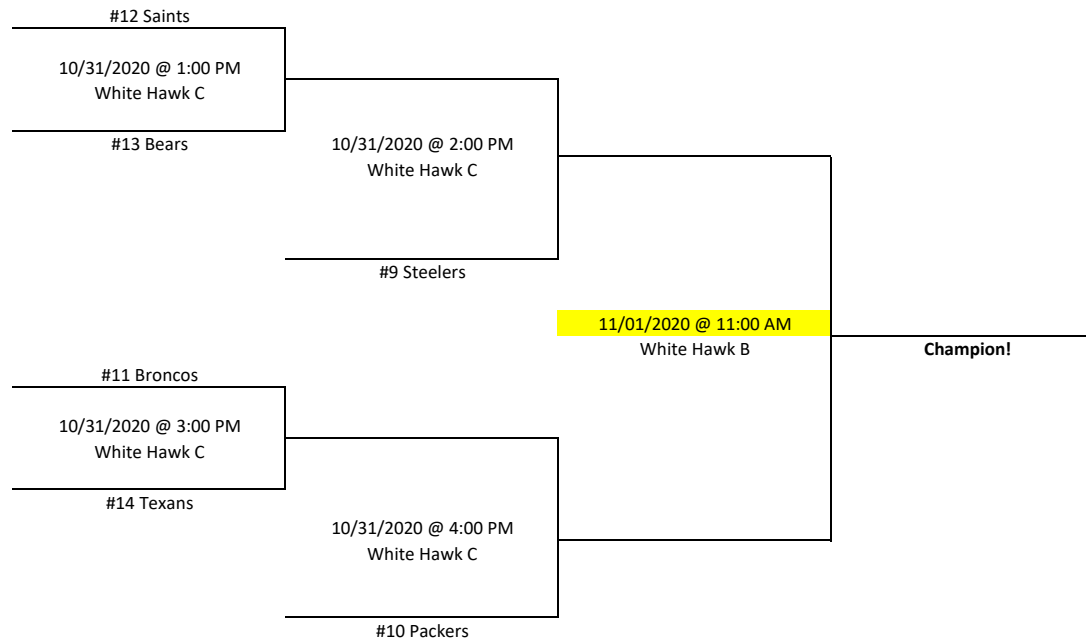 #12 Saints
10/31/2020 @ 1:00 PM
White Hawk C
#13 Bears
10/31/2020 @ 2:00 PM
White Hawk C
#9 Steelers
11/01/2020 @ 11:00 AM
White Hawk B
Champion!
#11 Broncos
10/31/2020 @ 3:00 PM
White Hawk C
#14 Texans
10/31/2020 @ 4:00 PM
White Hawk C
#10 Packers